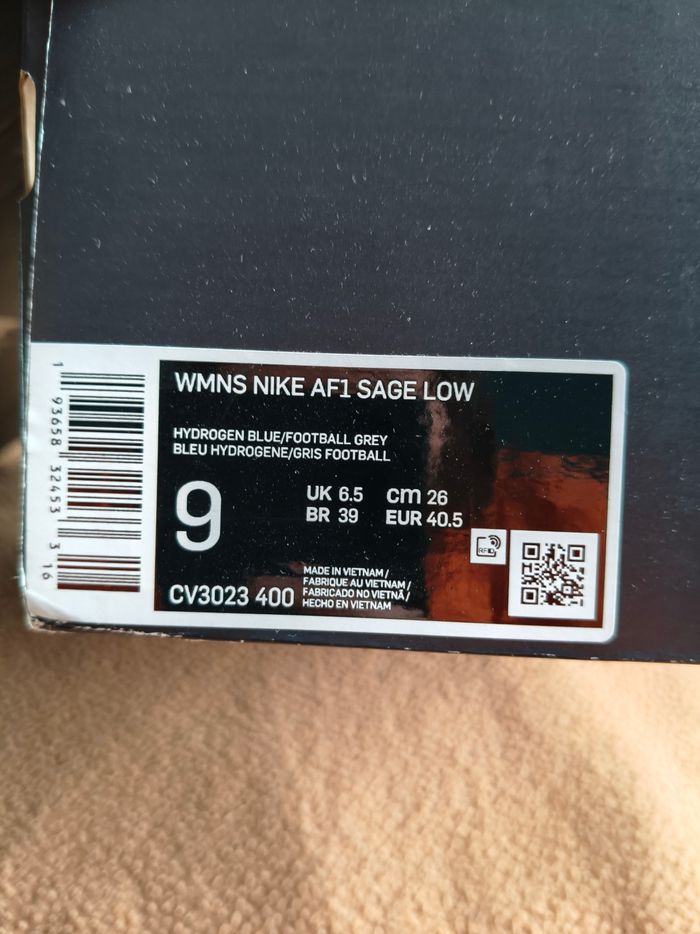 WMNS NIKE AF1 SAGE LOW
HYDROGEN BLUE/FOOTBALL GREY
BLEU HYDROGENE/GRIS FOOTBALL
9
UK 6.5 cm 26
BR 39 EUR 40.5
RFID
CV3023 400
MADE IN VIETNAM /
FABRIQUE AU VIETNAM /
FABRICADO NO VIETNÃ /
HECHO EN VIETNAM
1 93658 32453 3 16